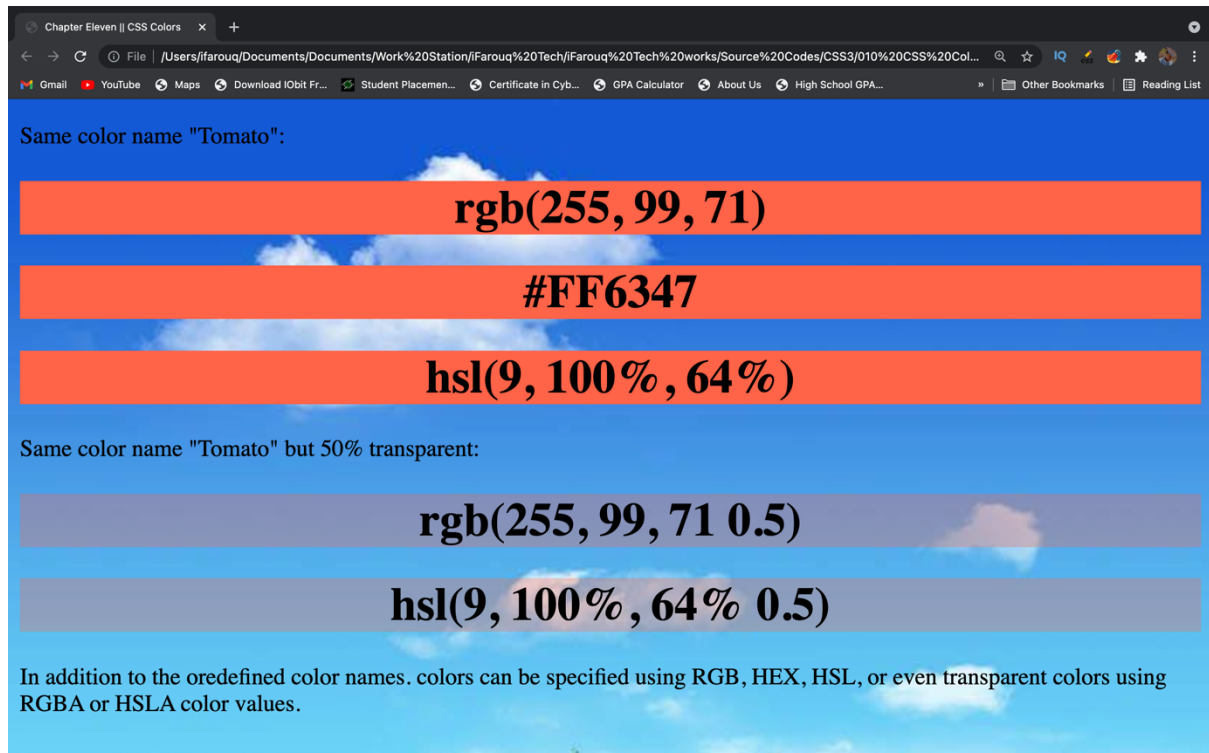 Chapter Eleven || CSS Colors
File | /Users/ifarouq/Documents/Documents/Work%20Station/iFarouq%20Tech/iFarouq%20Tech%20works/Source%20Codes/CSS3/010%20CSS%20Col...
IQ
Gmail YouTube Maps Download IObit Fr... Student Placemen... Certificate in Cyb... GPA Calculator About Us High School GPA... » Other Bookmarks Reading List
Same color name "Tomato":
rgb(255, 99, 71)
#FF6347
hsl(9, 100%, 64%)
Same color name "Tomato" but 50% transparent:
rgb(255, 99, 71 0.5)
hsl(9, 100%, 64% 0.5)
In addition to the oredefined color names. colors can be specified using RGB, HEX, HSL, or even transparent colors using
RGBA or HSLA color values.